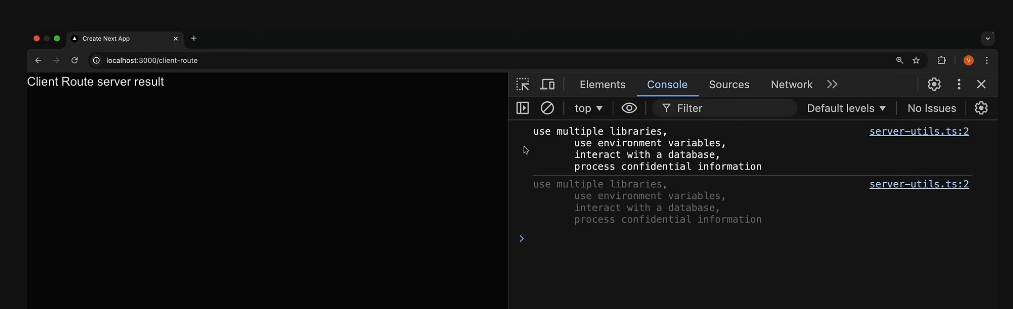 Create Next App
localhost:3000/client-route
V
Client Route server result
Elements Console Sources Network
top Filter Default levels No Issues
use multiple libraries, server-utils.ts:2
use environment variables,
interact with a database,
process confidential information
use multiple libraries, server-utils.ts:2
use environment variables,
interact with a database,
process confidential information